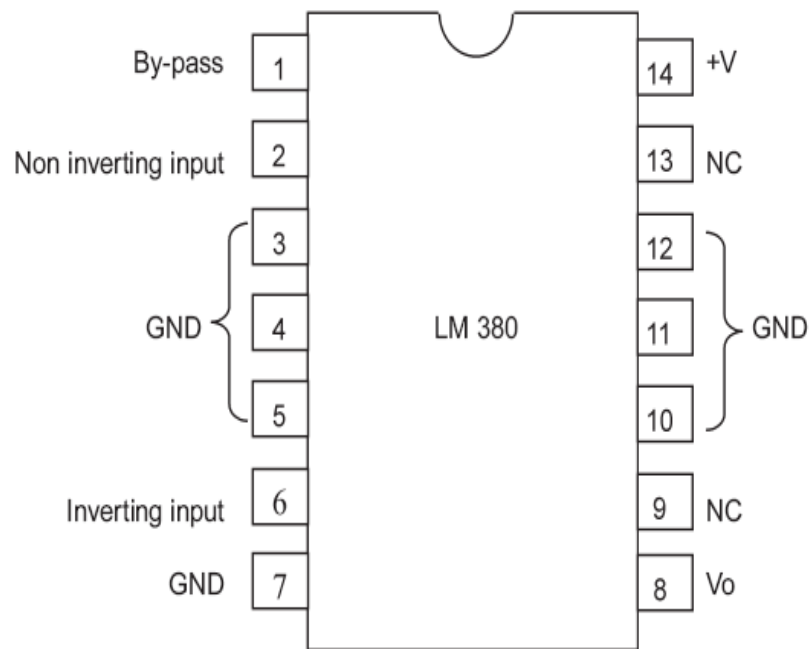 By-pass 1 14 +V
Non inverting input 2 13 NC
3 12
GND 4 LM 380 11 GND
5 10
Inverting input 6 9 NC
GND 7 8 Vo